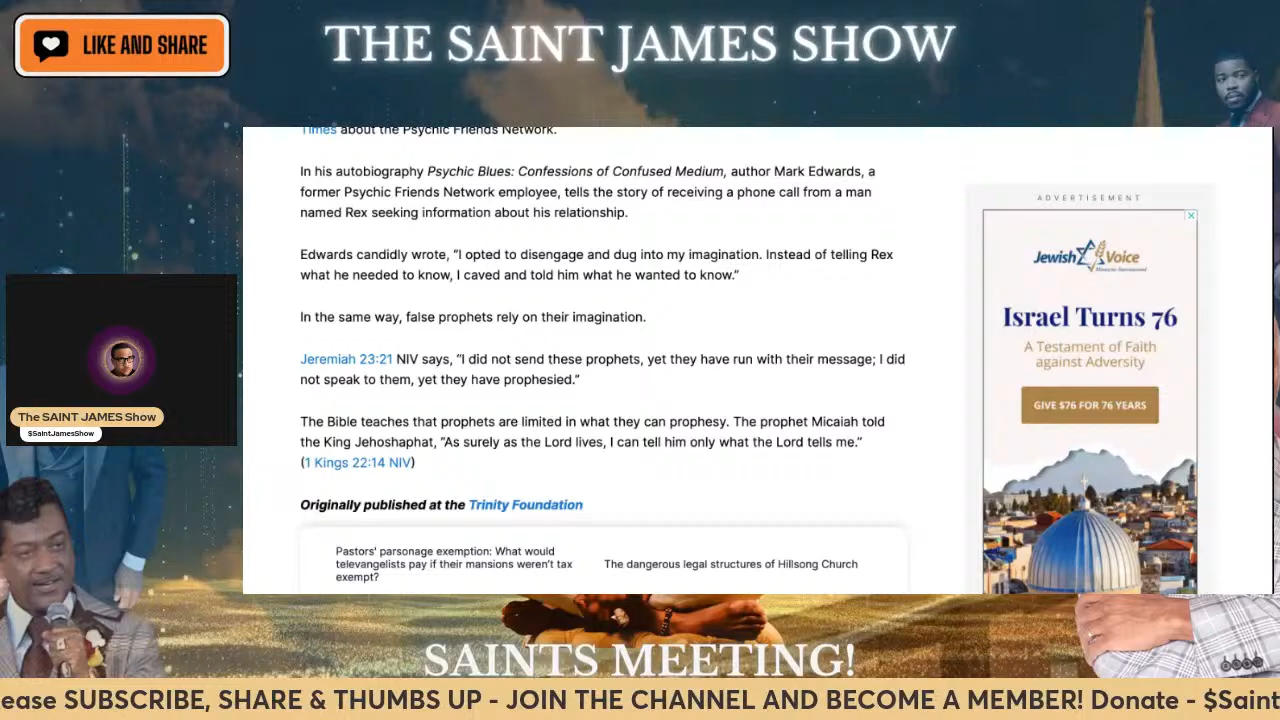 LIKE AND SHARE
THE SAINT JAMES SHOW
Times about the Psychic Friends Network.
In his autobiography Psychic Blues: Confessions of Confused Medium, author Mark Edwards, a
former Psychic Friends Network employee, tells the story of receiving a phone call from a man
named Rex seeking information about his relationship.
Edwards candidly wrote, “I opted to disengage and dug into my imagination. Instead of telling Rex
what he needed to know, I caved and told him what he wanted to know.”
In the same way, false prophets rely on their imagination.
Jeremiah 23:21 NIV says, “I did not send these prophets, yet they have run with their message; I did
not speak to them, yet they have prophesied.”
The Bible teaches that prophets are limited in what they can prophesy. The prophet Micaiah told
the King Jehoshaphat, “As surely as the Lord lives, I can tell him only what the Lord tells me.”
(1 Kings 22:14 NIV)
Originally published at the Trinity Foundation
Pastors' parsonage exemption: What would
televangelists pay if their mansions weren’t tax
exempt?
The dangerous legal structures of Hillsong Church
ADVERTISEMENT
Jewish Voice
Israel Turns 76
A Testament of Faith
against Adversity
GIVE $76 FOR 76 YEARS
The SAINT JAMES Show
$SaintJamesShow
SAINTS MEETING!
ease SUBSCRIBE, SHARE & THUMBS UP - JOIN THE CHANNEL AND BECOME A MEMBER! Donate - $Saint